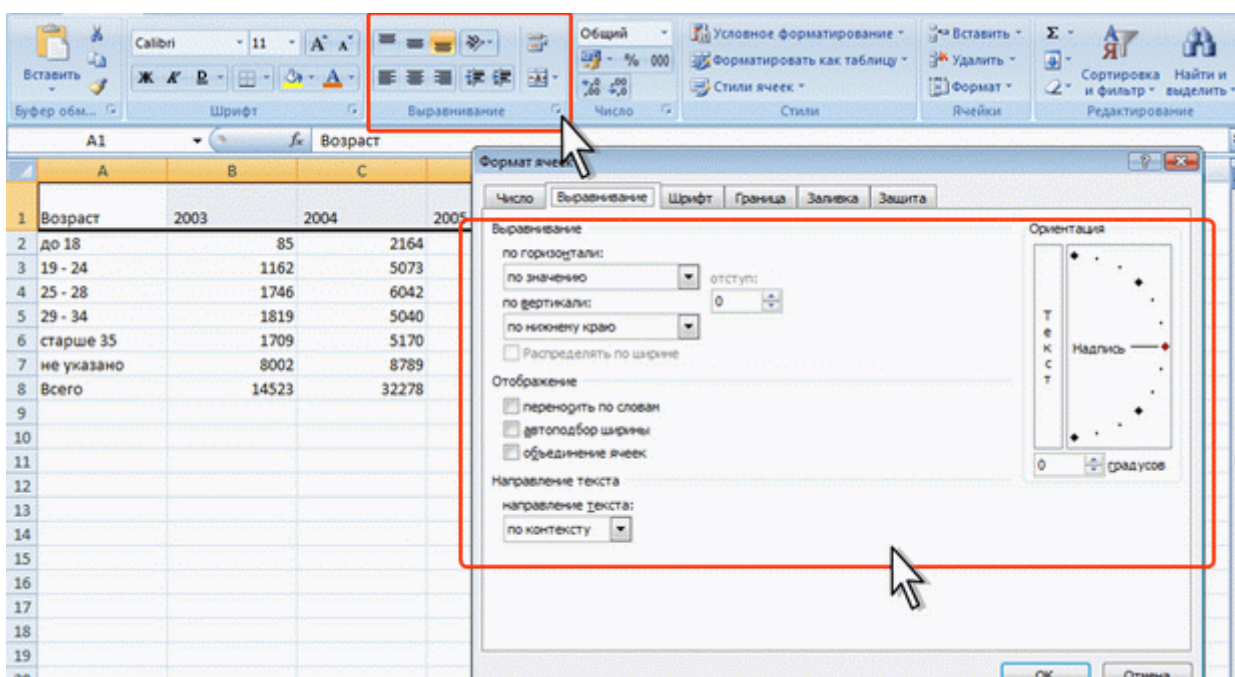 Calibri 11 A A Общий Условное форматирование Вставить Σ
Вставить Ж К Ч % 000 Форматировать как таблицу Удалить Сортировка Найти и
А Стили ячеек Формат и фильтр выделить
Буфер обм... Шрифт Выравнивание Число Стили Ячейки Редактирование
A1 fx Возраст
A B C
1 Возраст 2003 2004 2005
2 до 18 85 2164
3 19 - 24 1162 5073
4 25 - 28 1746 6042
5 29 - 34 1819 5040
6 старше 35 1709 5170
7 не указано 8002 8789
8 Всего 14523 32278
9
10
11
12
13
14
15
16
17
18
19
Формат ячеек
Число Выравнивание Шрифт Граница Заливка Защита
Выравнивание
по горизонтали:
по значению
отступ:
по вертикали:
0
по нижнему краю
Распределять по ширине
Отображение
переносить по словам
автоподбор ширины
объединение ячеек
Направление текста
направление текста:
по контексту
Ориентация
Текст
Надпись
0 градусов
ОК Отмена